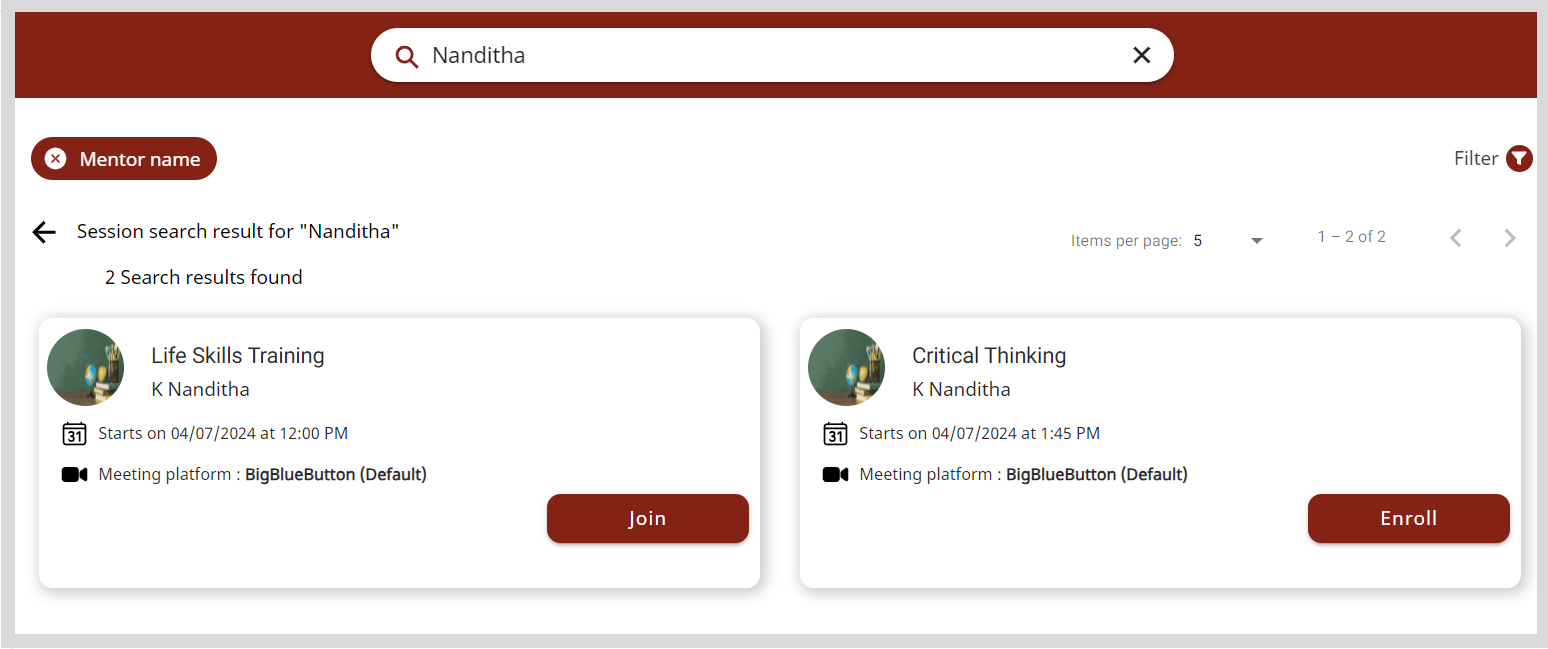 Nanditha
Mentor name
Filter
Session search result for "Nanditha"
Items per page: 5
1 – 2 of 2
2 Search results found
Life Skills Training
K Nanditha
31 Starts on 04/07/2024 at 12:00 PM
Meeting platform : BigBlueButton (Default)
Join
Critical Thinking
K Nanditha
31 Starts on 04/07/2024 at 1:45 PM
Meeting platform : BigBlueButton (Default)
Enroll